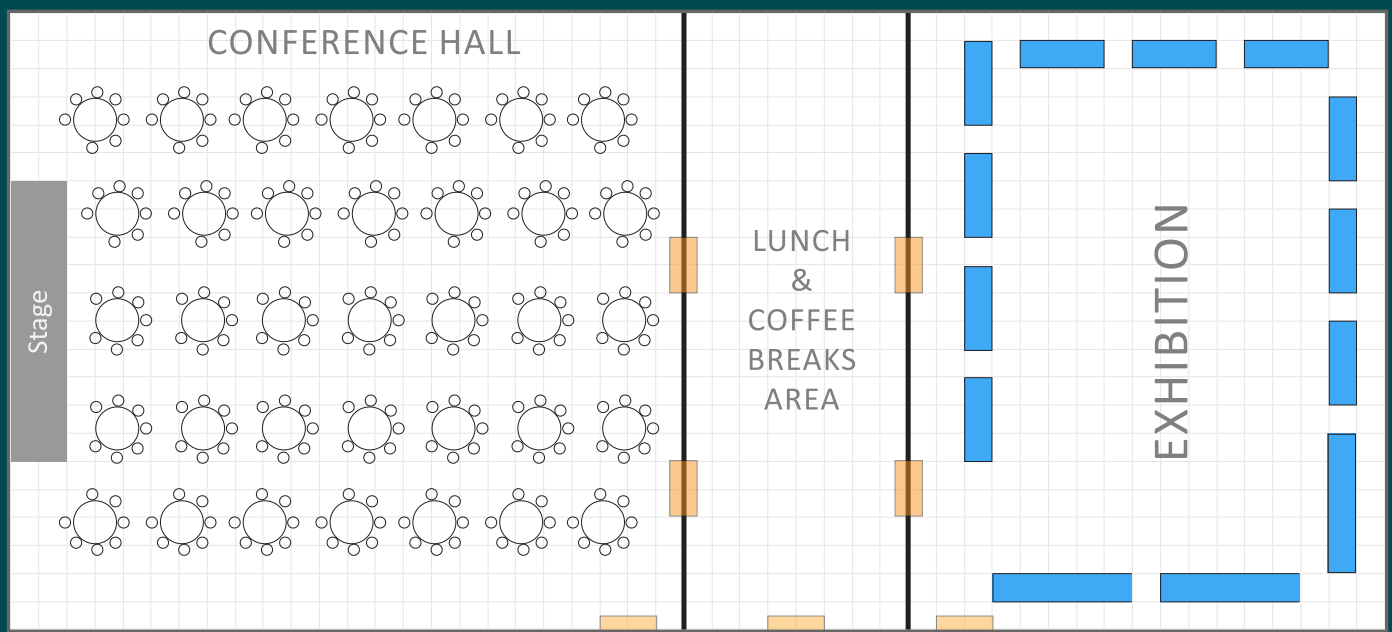 CONFERENCE HALL
Stage
LUNCH
&
COFFEE
BREAKS
AREA
EXHIBITION